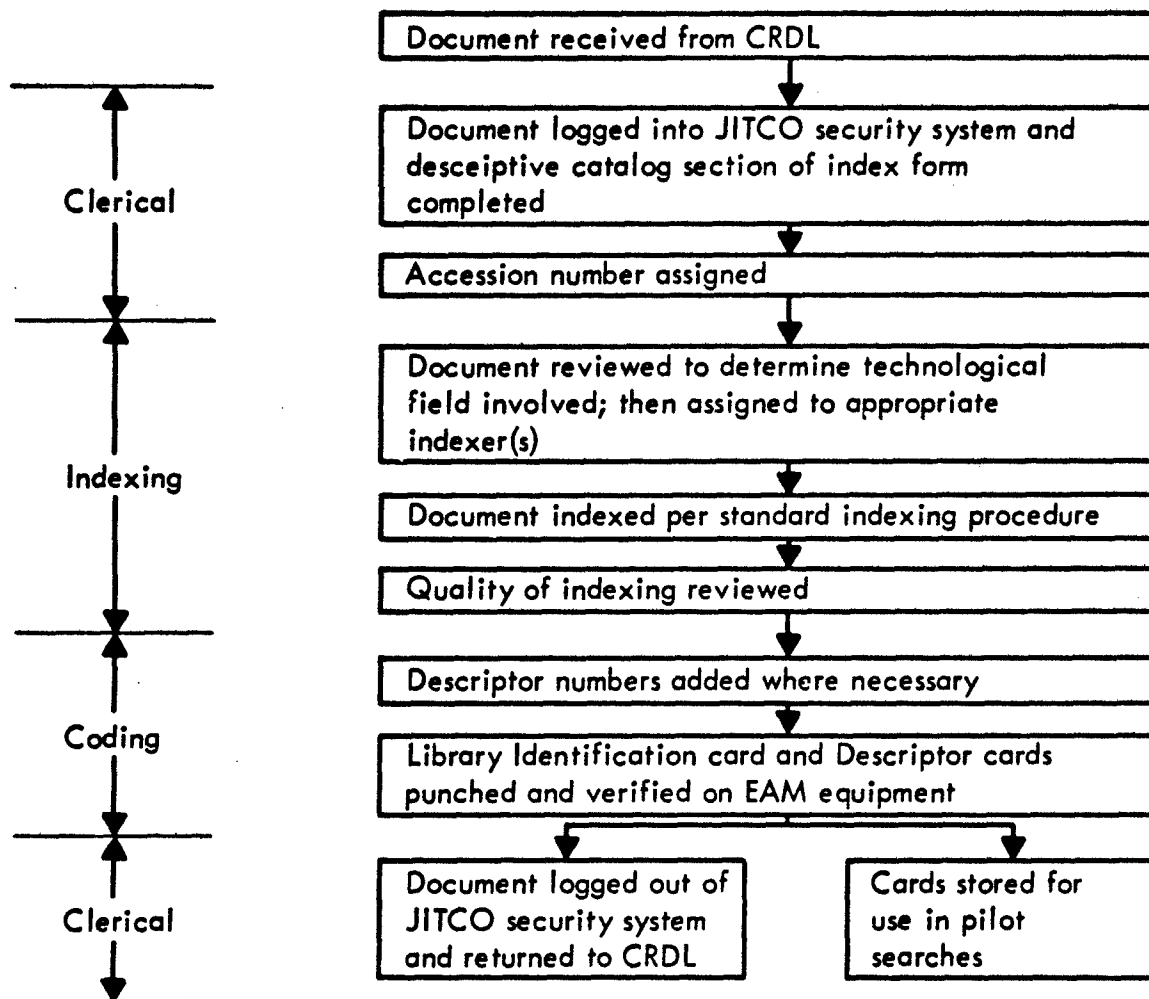 Document received from CRDL
Document logged into JITCO security system and
desceiptive catalog section of index form
completed
Clerical
Accession number assigned
Document reviewed to determine technological
field involved; then assigned to appropriate
indexer(s)
Indexing
Document indexed per standard indexing procedure
Quality of indexing reviewed
Descriptor numbers added where necessary
Coding
Library Identification card and Descriptor cards
punched and verified on EAM equipment
Document logged out of
JITCO security system
and returned to CRDL
Cards stored for
use in pilot
searches
Clerical